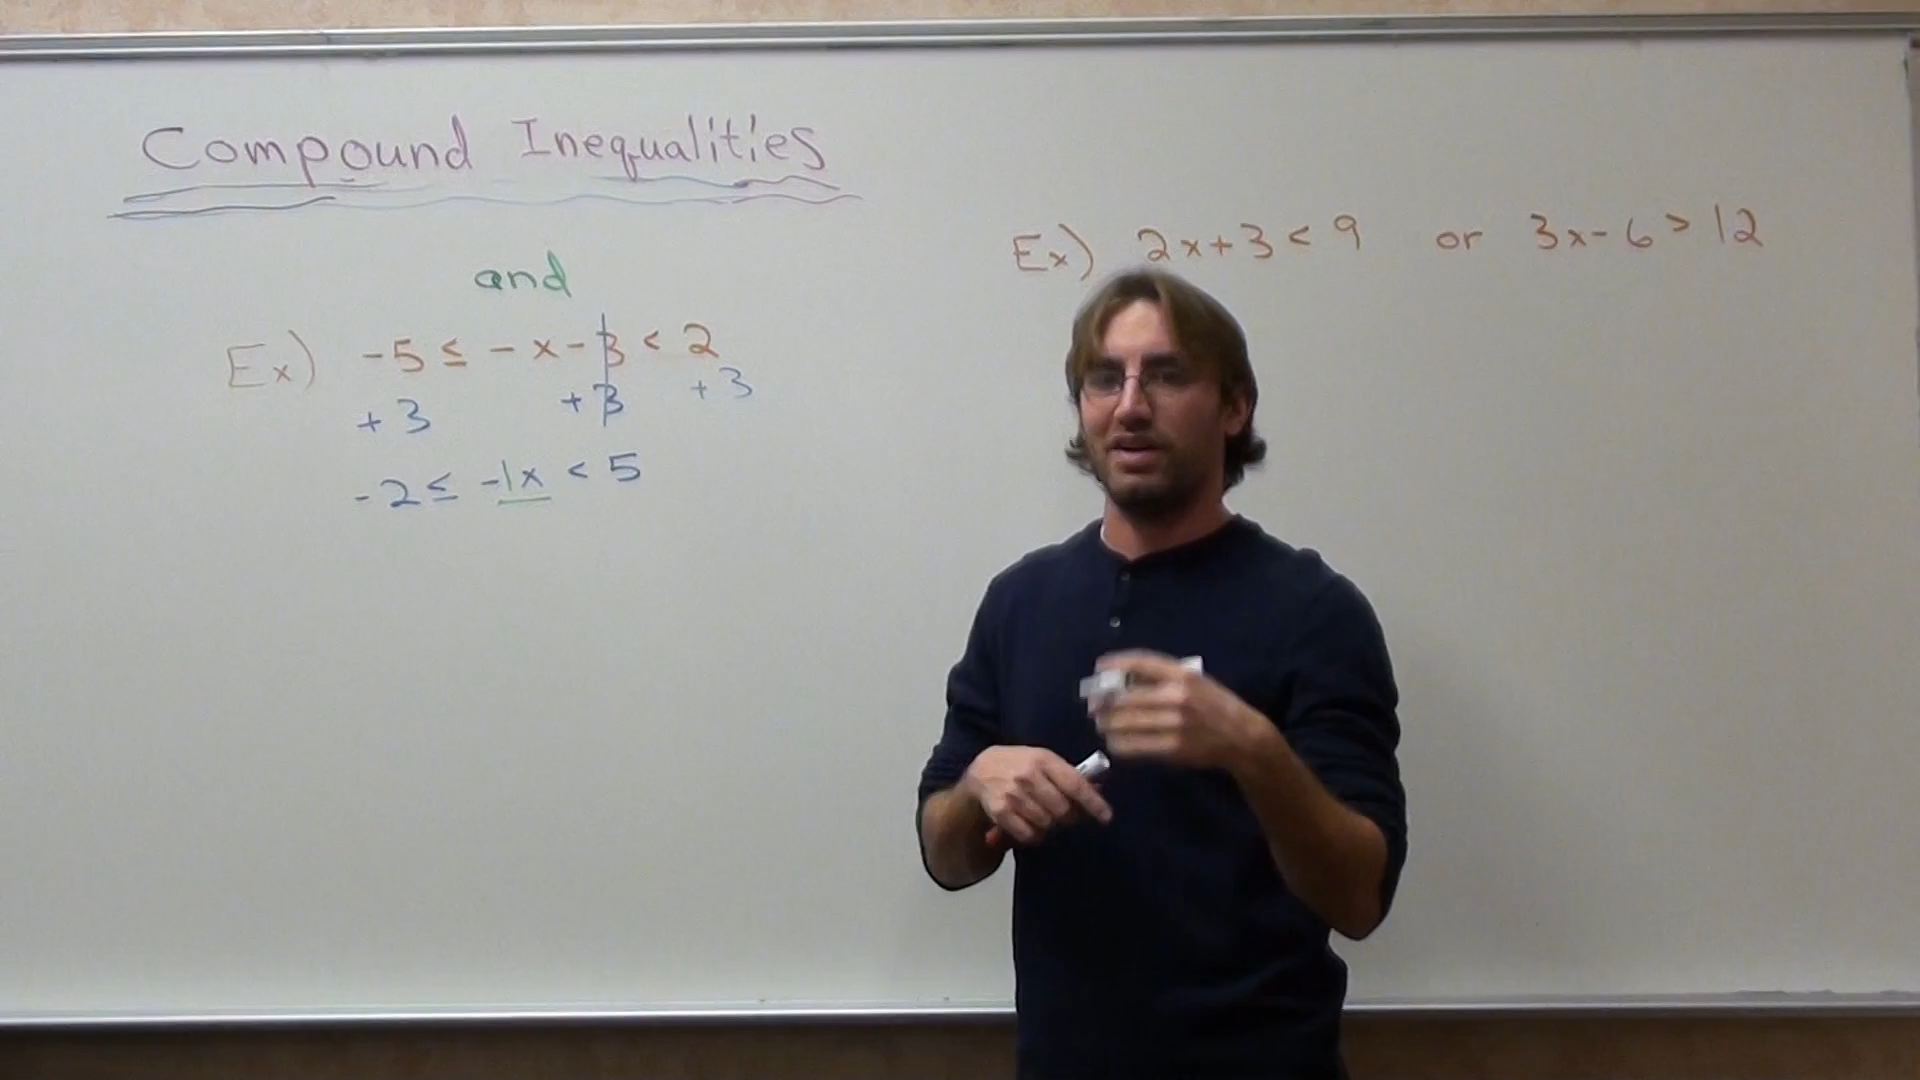 Compound Inequalities
and
Ex) -5 ≤ -x-3 < 2
+3 +3 +3
-2 ≤ -1x < 5
Ex) 2x+3 < 9 or 3x-6 > 12